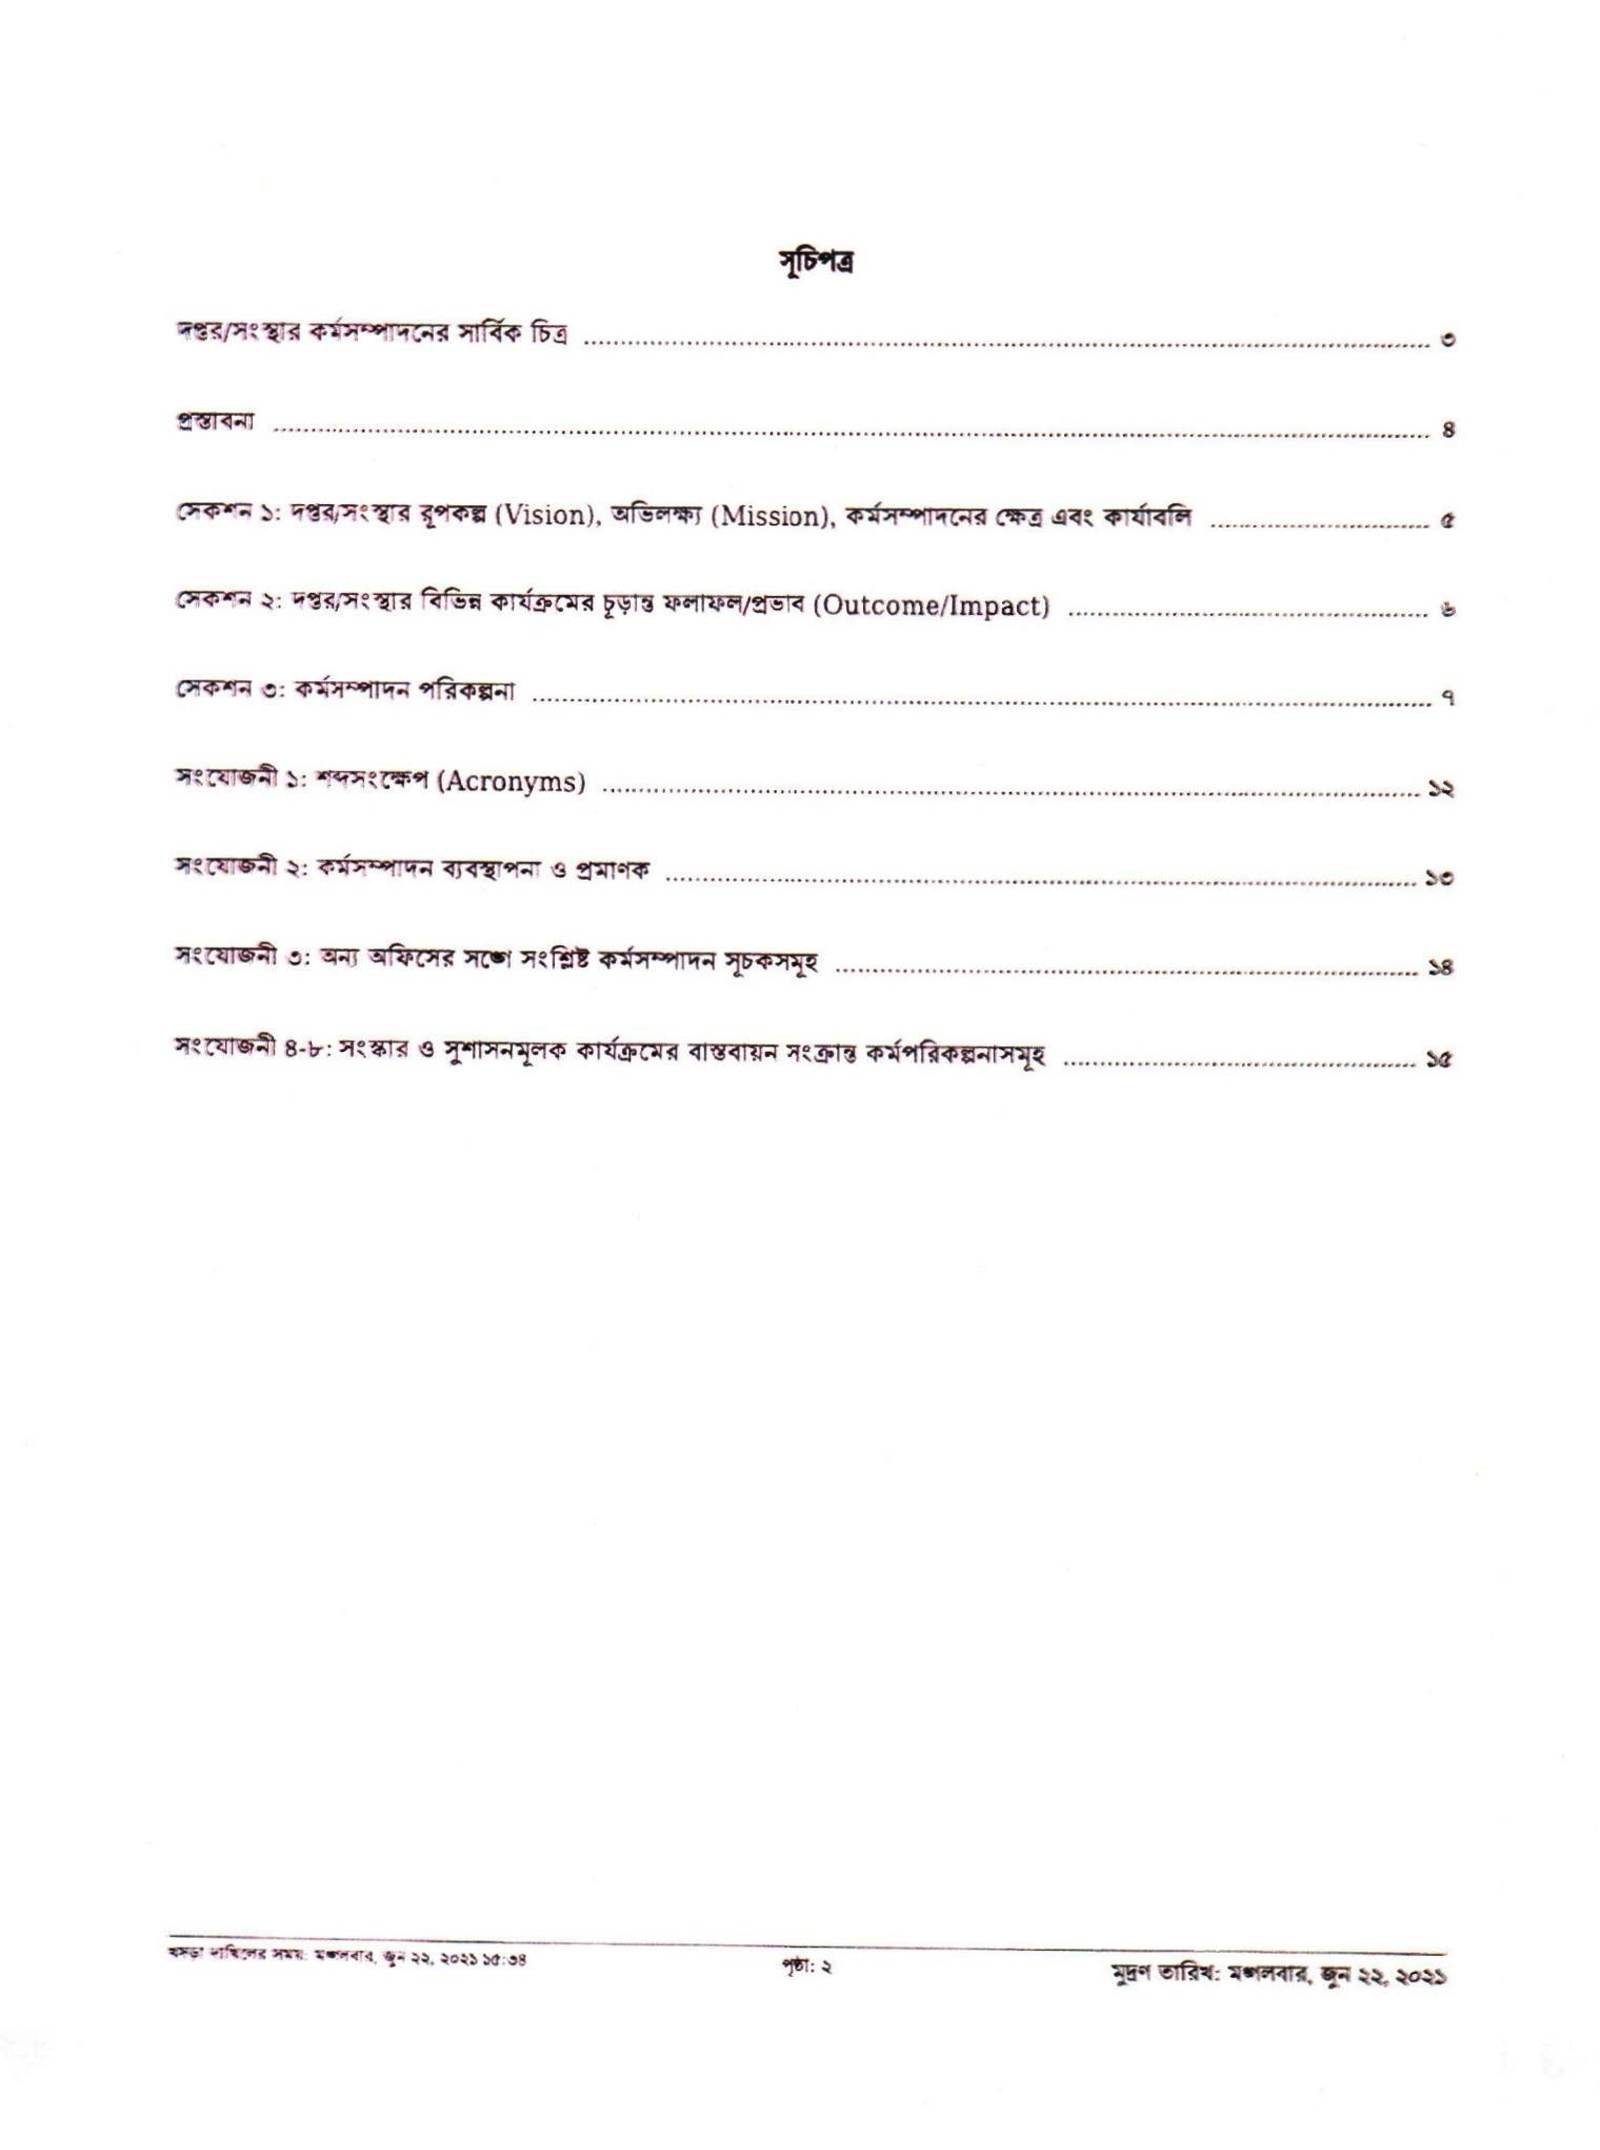 সূচিপত্র
দপ্তর/সংস্থার কর্মসম্পাদনের সার্বিক চিত্র ........................................ ৩
প্রস্তাবনা ........................................ ৪
সেকশন ১: দপ্তর/সংস্থার রূপকল্প (Vision), অভিলক্ষ্য (Mission), কর্মসম্পাদনের ক্ষেত্র এবং কার্যাবলি ........................................ ৫
সেকশন ২: দপ্তর/সংস্থার বিভিন্ন কার্যক্রমের চূড়ান্ত ফলাফল/প্রভাব (Outcome/Impact) ........................................ ৬
সেকশন ৩: কর্মসম্পাদন পরিকল্পনা ........................................ ৭
সংযোজনী ১: শব্দসংক্ষেপ (Acronyms) ........................................ ১২
সংযোজনী ২: কর্মসম্পাদন ব্যবস্থাপনা ও প্রমাণক ........................................ ১৩
সংযোজনী ৩: অন্য অফিসের সঙ্গে সংশ্লিষ্ট কর্মসম্পাদন সূচকসমূহ ........................................ ১৪
সংযোজনী ৪-৮: সংস্কার ও সুশাসনমূলক কার্যক্রমের বাস্তবায়ন সংক্রান্ত কর্মপরিকল্পনাসমূহ ........................................ ১৫
খসড়া দাখিলের সময়: মঙ্গলবার, জুন ২২, ২০২১ ১৫:৩৪
পৃষ্ঠা: ২
মুদ্রণ তারিখ: মঙ্গলবার, জুন ২২, ২০২১